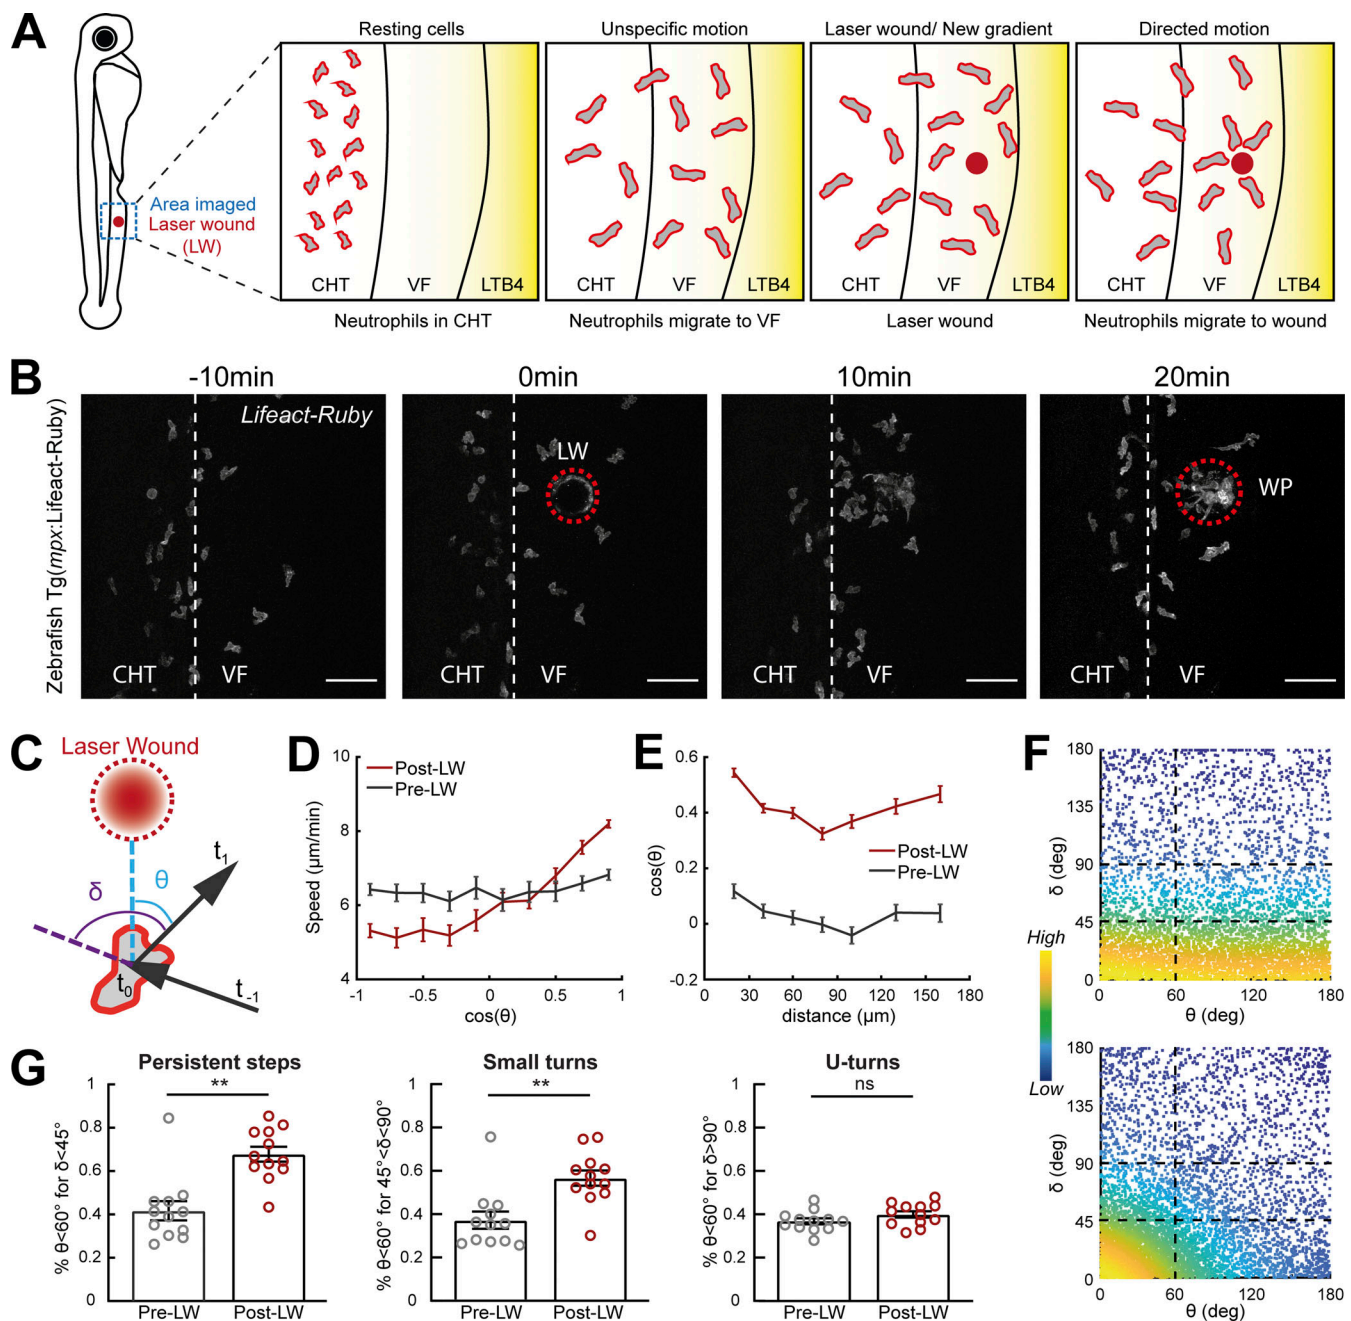 A
Resting cells
Unspecific motion
Laser wound/ New gradient
Directed motion
Area imaged
Laser wound
(LW)
CHT VF LTB4
CHT VF LTB4
CHT VF LTB4
CHT VF LTB4
Neutrophils in CHT
Neutrophils migrate to VF
Laser wound
Neutrophils migrate to wound
B
-10min
0min
10min
20min
Zebrafish Tg(mpx:Lifeact-Ruby)
Lifeact-Ruby
LW
WP
CHT VF
CHT VF
CHT VF
CHT VF
C
Laser Wound
t1
θ
δ
t0
t-1
D
10
8
6
4
Speed (µm/min)
Post-LW
Pre-LW
-1 -0.5 0 0.5 1
cos(θ)
E
0.6
0.4
0.2
0
-0.2
cos(θ)
Post-LW
Pre-LW
0 30 60 90 120 150 180
distance (µm)
F
180
135
90
45
0
δ (deg)
0 60 120 180
θ (deg)
High
Low
180
135
90
45
0
δ (deg)
0 60 120 180
θ (deg)
G
Persistent steps
**
1
0.8
0.6
0.4
0.2
0
% θ<60° for δ<45°
Pre-LW Post-LW
Small turns
**
1
0.8
0.6
0.4
0.2
0
% θ<60° for 45°<δ<90°
Pre-LW Post-LW
U-turns
ns
1
0.8
0.6
0.4
0.2
0
% θ<60° for δ>90°
Pre-LW Post-LW